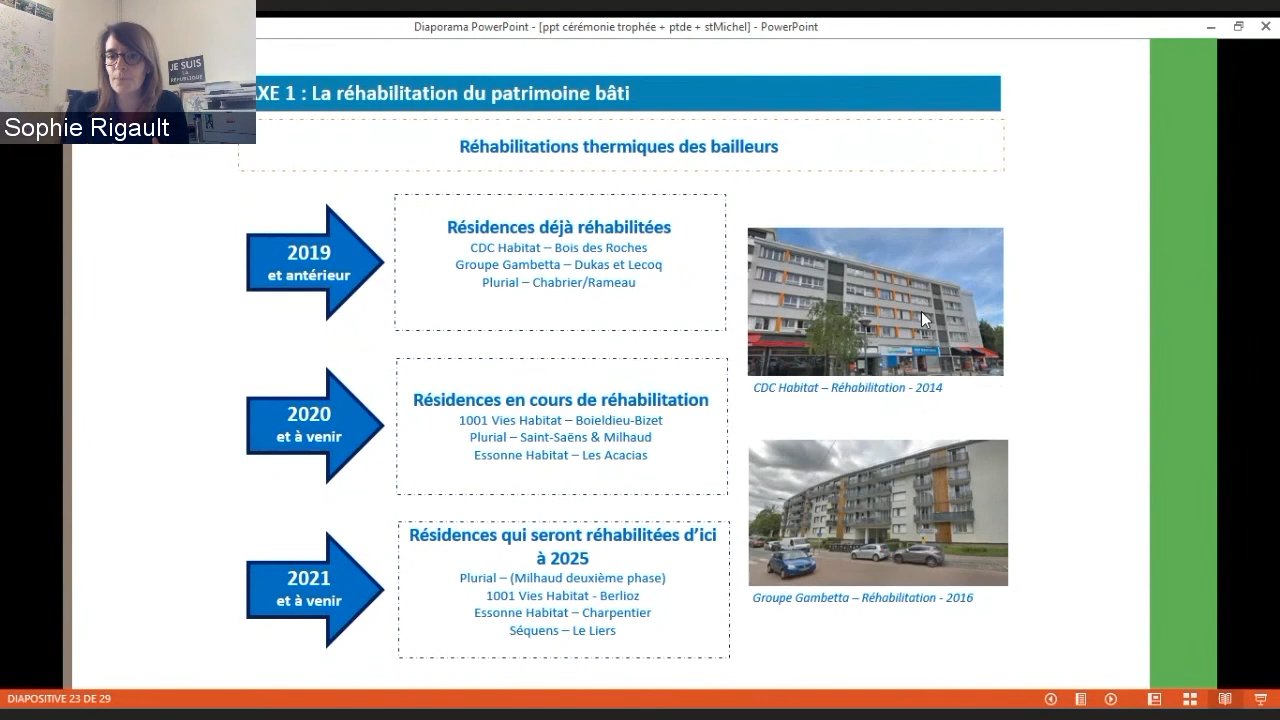 Diaporama PowerPoint - [ppt cérémonie trophée + ptde + stMichel] - PowerPoint
JE SUIS
LA
RÉPUBLIQUE
Sophie Rigault
XE 1 : La réhabilitation du patrimoine bâti
Réhabilitations thermiques des bailleurs
2019
et antérieur
Résidences déjà réhabilitées
CDC Habitat – Bois des Roches
Groupe Gambetta – Dukas et Lecoq
Plurial – Chabrier/Rameau
CDC Habitat – Réhabilitation - 2014
2020
et à venir
Résidences en cours de réhabilitation
1001 Vies Habitat – Boieldieu-Bizet
Plurial – Saint-Saëns & Milhaud
Essonne Habitat – Les Acacias
2021
et à venir
Résidences qui seront réhabilitées d’ici
à 2025
Plurial – (Milhaud deuxième phase)
1001 Vies Habitat - Berlioz
Essonne Habitat – Charpentier
Séquens – Le Liers
Groupe Gambetta – Réhabilitation - 2016
DIAPOSITIVE 23 DE 29